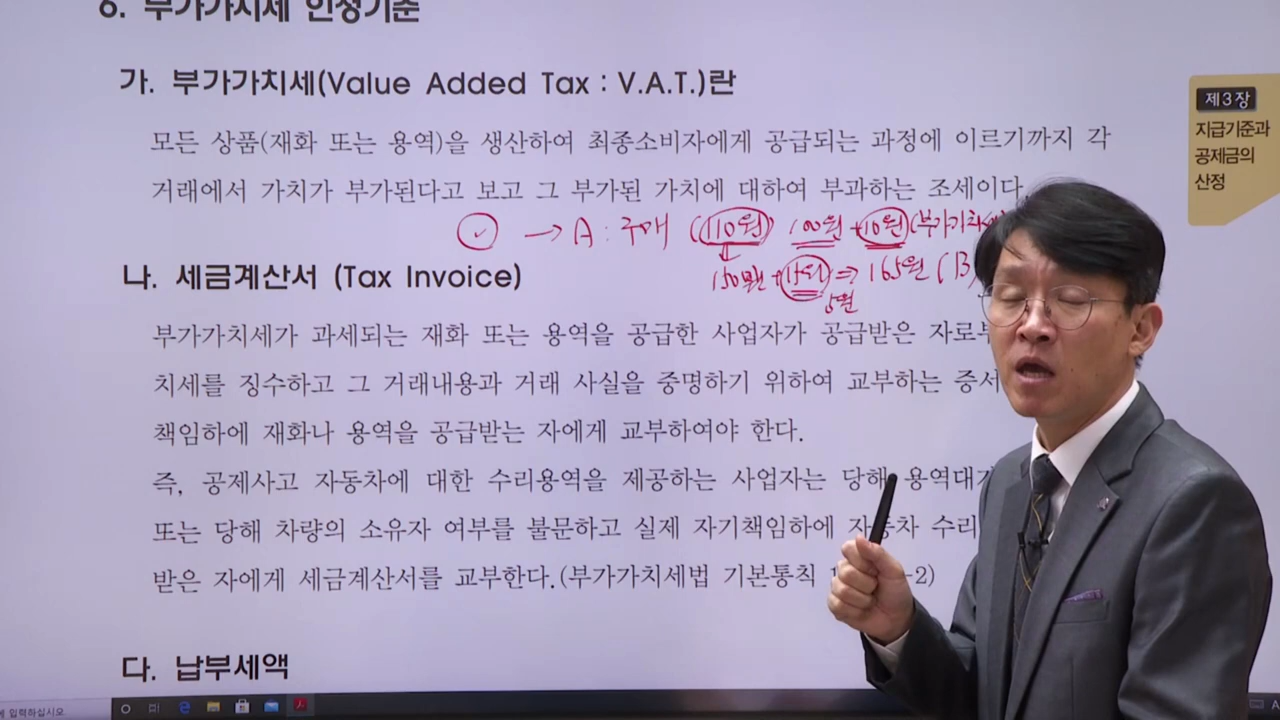 6. 부가가치세 인정기준
가. 부가가치세(Value Added Tax : V.A.T.)란
모든 상품(재화 또는 용역)을 생산하여 최종소비자에게 공급되는 과정에 이르기까지 각
거래에서 가치가 부가된다고 보고 그 부가된 가치에 대하여 부과하는 조세이다.
→ A : 구매 (110원) 100원 + 10원 (부가가치세)
+ 15원 ⇒ 165원 (B)
5원
나. 세금계산서 (Tax Invoice)
부가가치세가 과세되는 재화 또는 용역을 공급한 사업자가 공급받은 자로부
치세를 징수하고 그 거래내용과 거래 사실을 증명하기 위하여 교부하는 증서
책임하에 재화나 용역을 공급받는 자에게 교부하여야 한다.
즉, 공제사고 자동차에 대한 수리용역을 제공하는 사업자는 당해 용역대가
또는 당해 차량의 소유자 여부를 불문하고 실제 자기책임하에 자동차 수리
받은 자에게 세금계산서를 교부한다.(부가가치세법 기본통칙 -2)
다. 납부세액
제3장
지급기준과
공제금의
산정
에 입력하십시오.